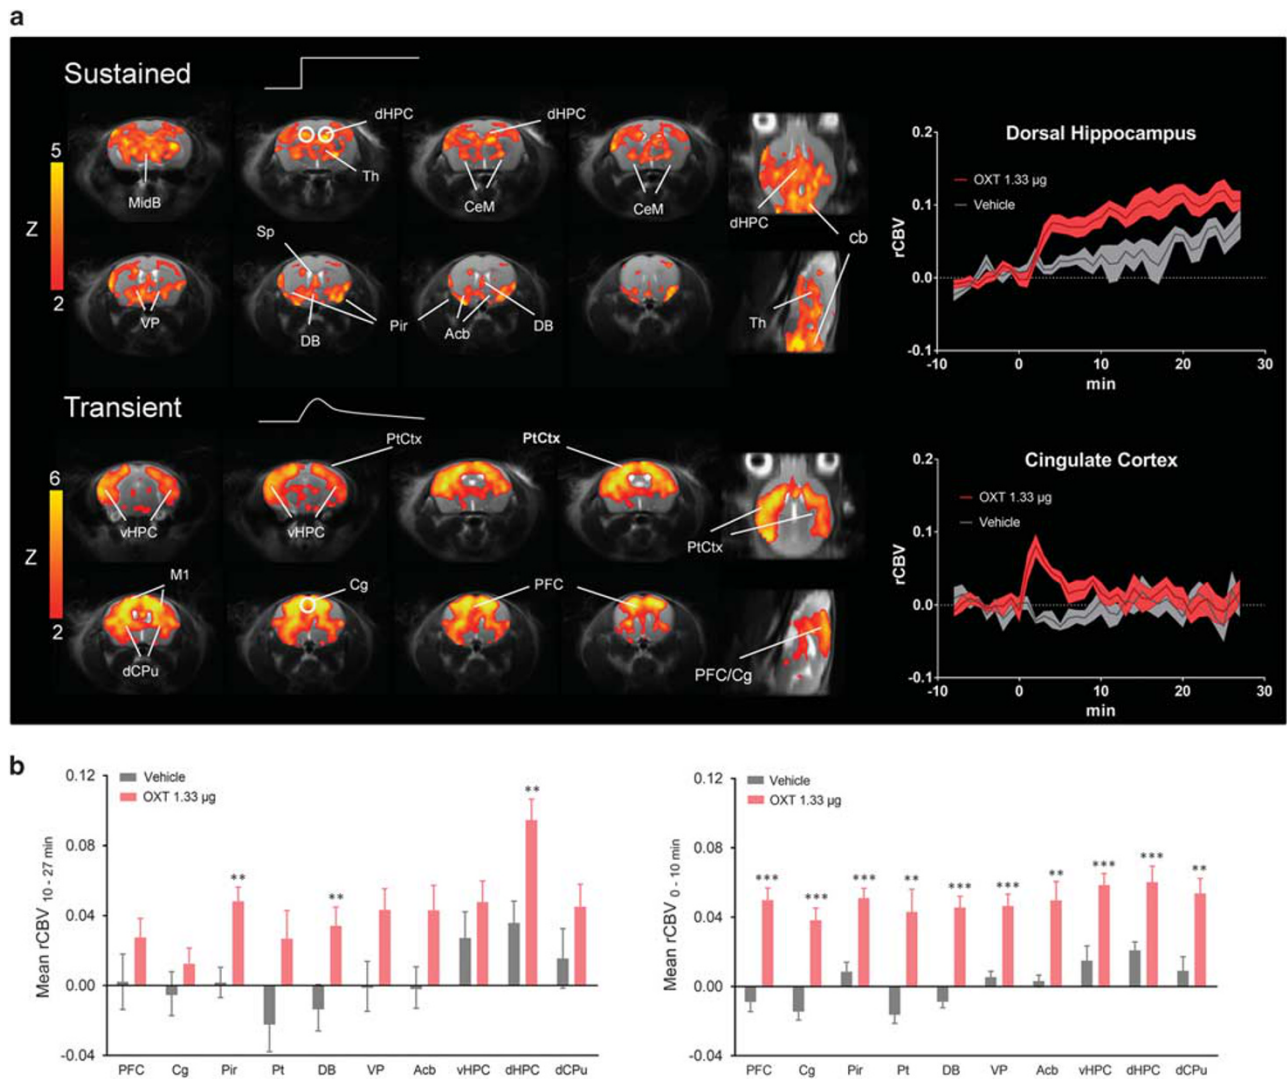 a
Sustained
dHPC
dHPC
5
Z
2
MidB
Th
CeM
CeM
dHPC
cb
Sp
VP
DB
Pir
Acb
DB
Th
0.2
0.1
0.0
-0.1
rCBV
Dorsal Hippocampus
OXT 1.33 µg
Vehicle
-10 0 10 20 30
min
Transient
PtCtx
PtCtx
6
Z
2
vHPC
vHPC
PtCtx
M1
Cg
PFC
dCPu
PFC/Cg
0.2
0.1
0.0
-0.1
rCBV
Cingulate Cortex
OXT 1.33 µg
Vehicle
-10 0 10 20 30
min
b
0.12
0.08
0.04
0.00
-0.04
Mean rCBV 10 - 27 min
Vehicle
OXT 1.33 µg
** ** **
PFC Cg Pir Pt DB VP Acb vHPC dHPC dCPu
0.12
0.08
0.04
0.00
-0.04
Mean rCBV 0 - 10 min
Vehicle
OXT 1.33 µg
*** *** *** ** *** *** ** *** *** **
PFC Cg Pir Pt DB VP Acb vHPC dHPC dCPu